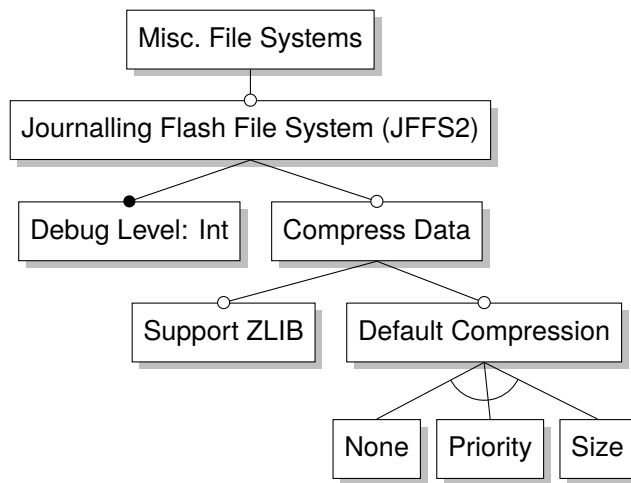 Misc. File Systems
Journalling Flash File System (JFFS2)
Debug Level: Int
Compress Data
Support ZLIB
Default Compression
None
Priority
Size